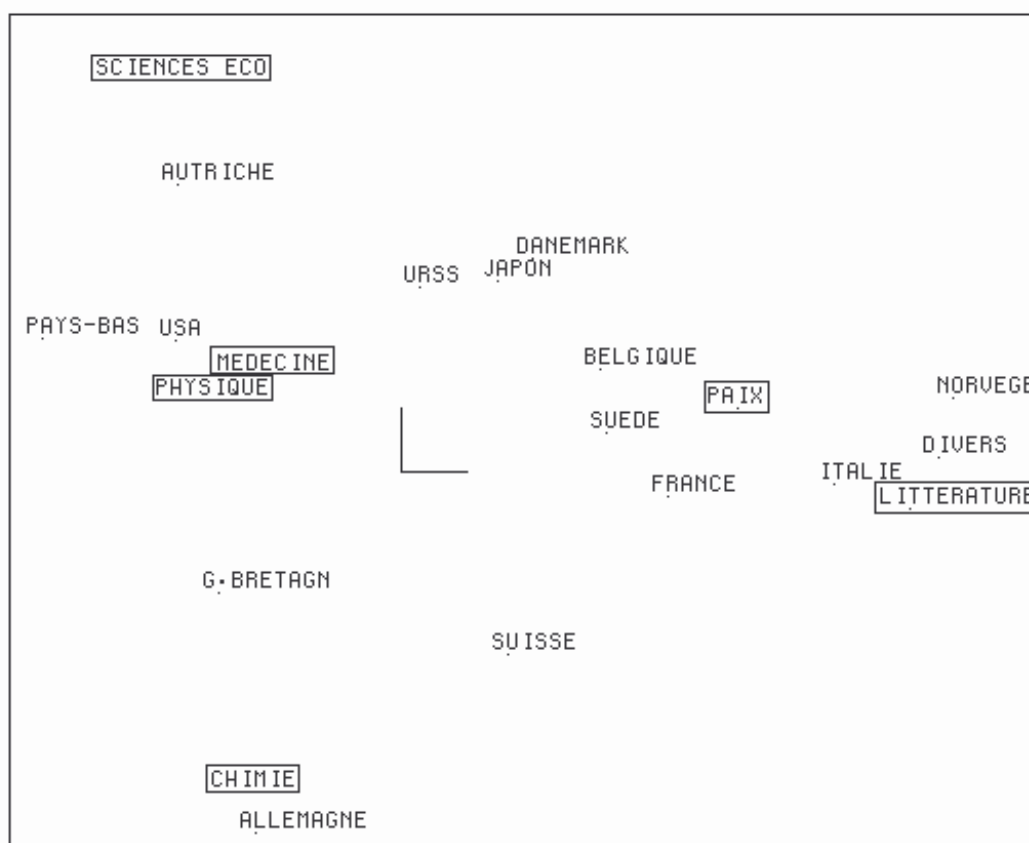 SCIENCES ECO
AUTRICHE
DANEMARK
URSS JAPON
PAYS-BAS USA
MEDECINE BELGIQUE
PHYSIQUE PAIX NORVEGE
SUEDE
DIVERS
FRANCE ITALIE
LITTERATURE
G.BRETAGN
SUISSE
CHIMIE
ALLEMAGNE